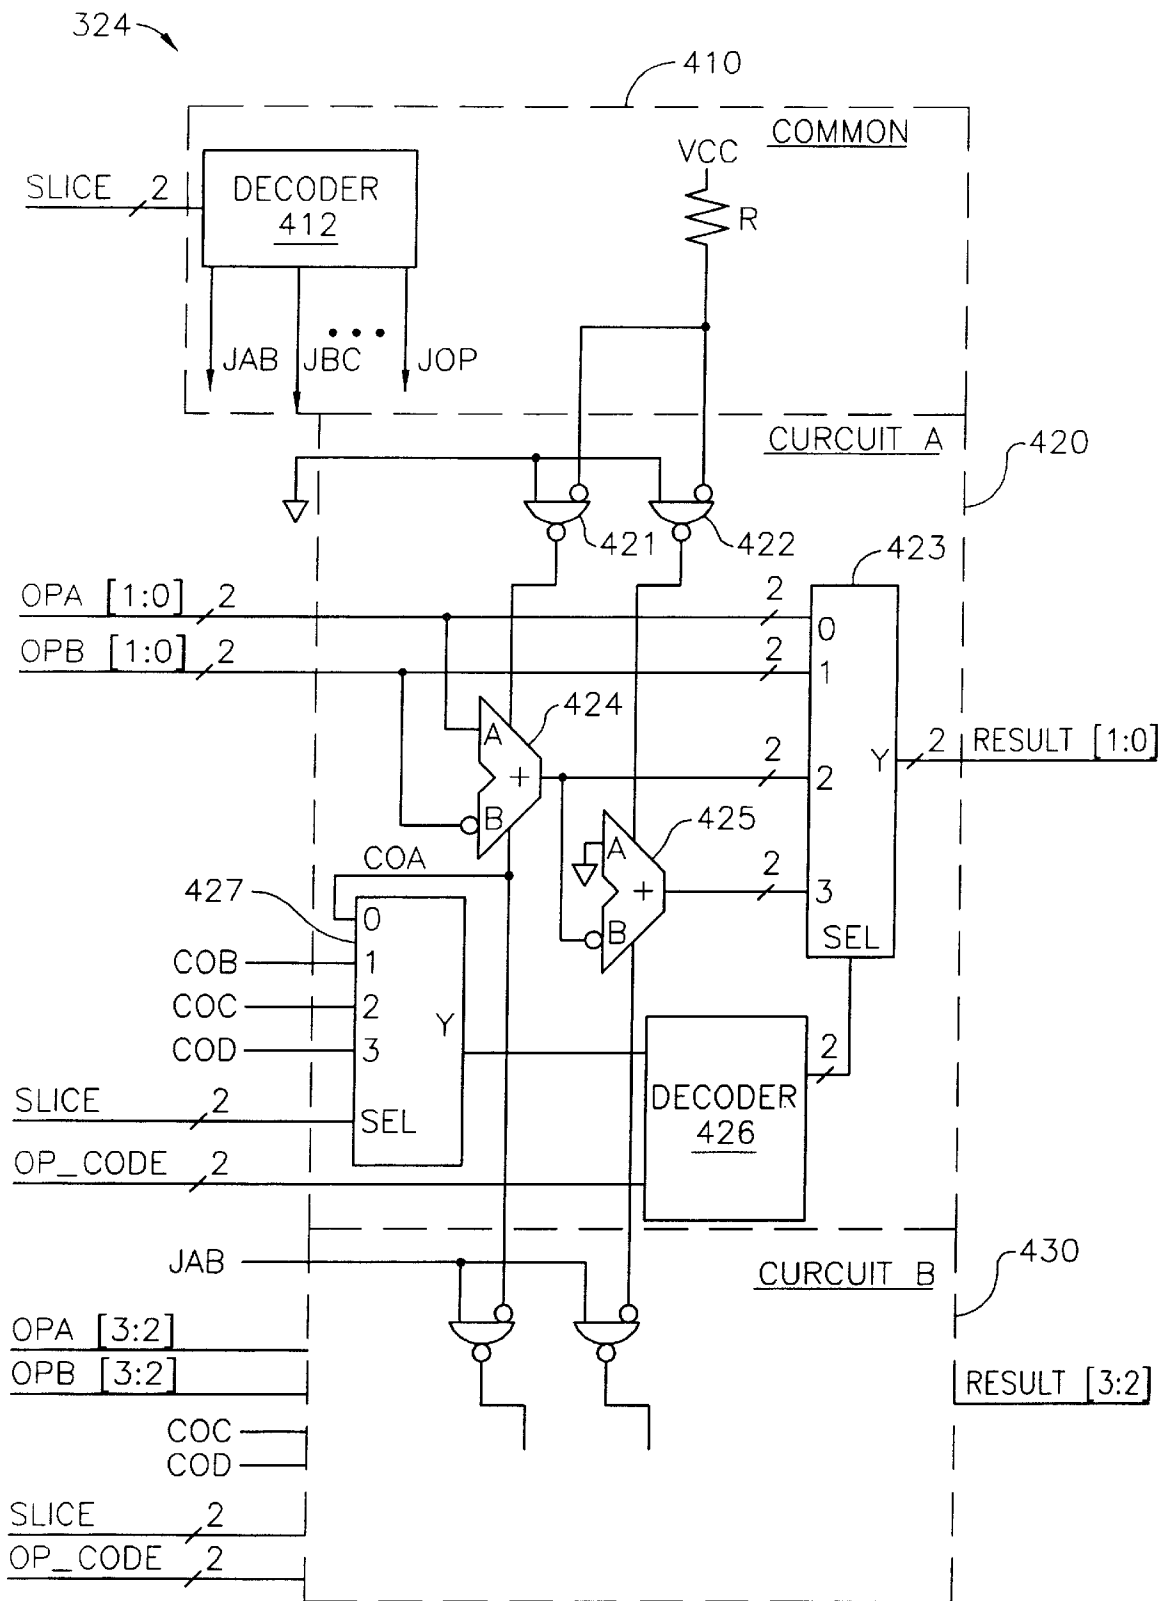 324
410
COMMON
VCC
SLICE 2
DECODER
412
R
JAB JBC JOP
CURCUIT A
420
421 422
423
OPA [1:0] 2 2 0
OPB [1:0] 2 2 1
424
A
+
B
2 2
Y 2 RESULT [1:0]
425
A
+
B
2 3
SEL
COA
427
0
COB 1
COC 2
Y
COD 3
SLICE 2 SEL
OP_CODE 2
DECODER
426
2
JAB
CURCUIT B
430
OPA [3:2]
OPB [3:2]
RESULT [3:2]
COC
COD
SLICE 2
OP_CODE 2